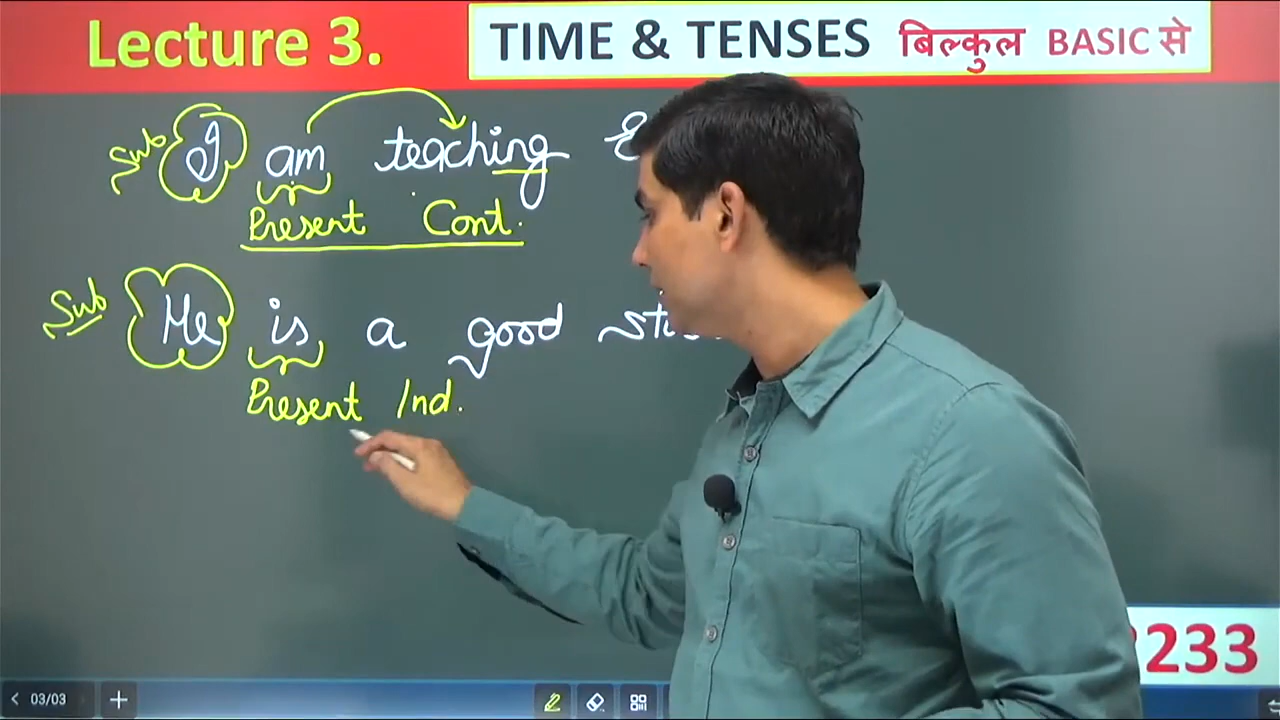 Lecture 3. TIME & TENSES बिल्कुल BASIC से
Sub I am teaching
Present Cont.
Sub He is a good
Present Ind.
233
03/03